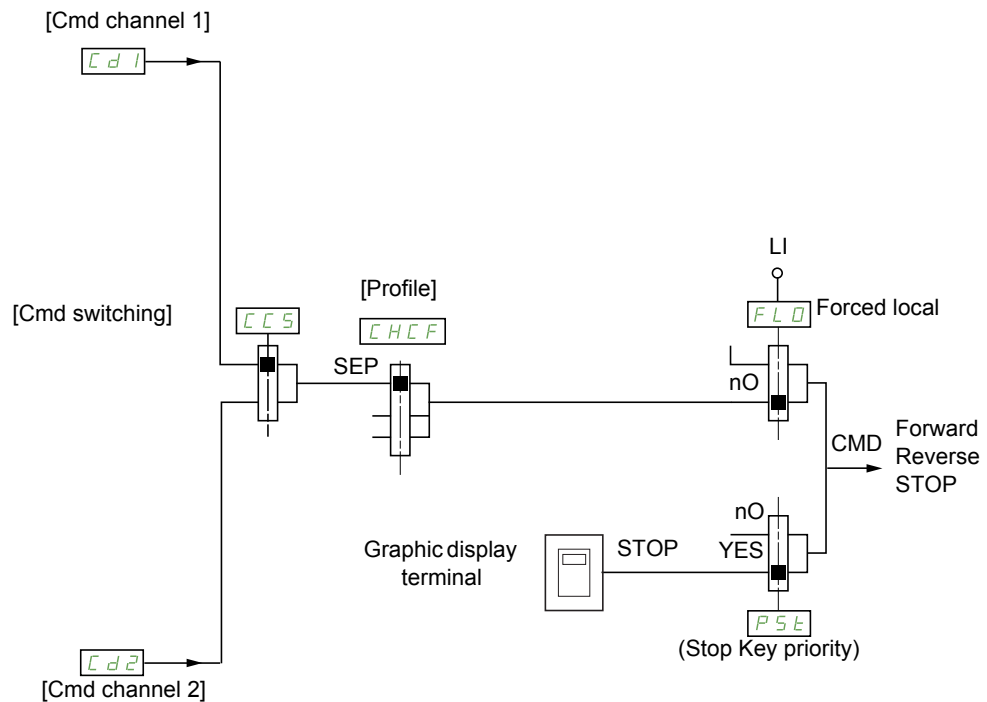 [Cmd channel 1]
Cd1
LI
[Profile]
[Cmd switching]
CCS
CHCF
FLO
Forced local
SEP
nO
CMD
Forward
Reverse
STOP
nO
Graphic display
terminal
STOP
YES
PSt
(Stop Key priority)
Cd2
[Cmd channel 2]